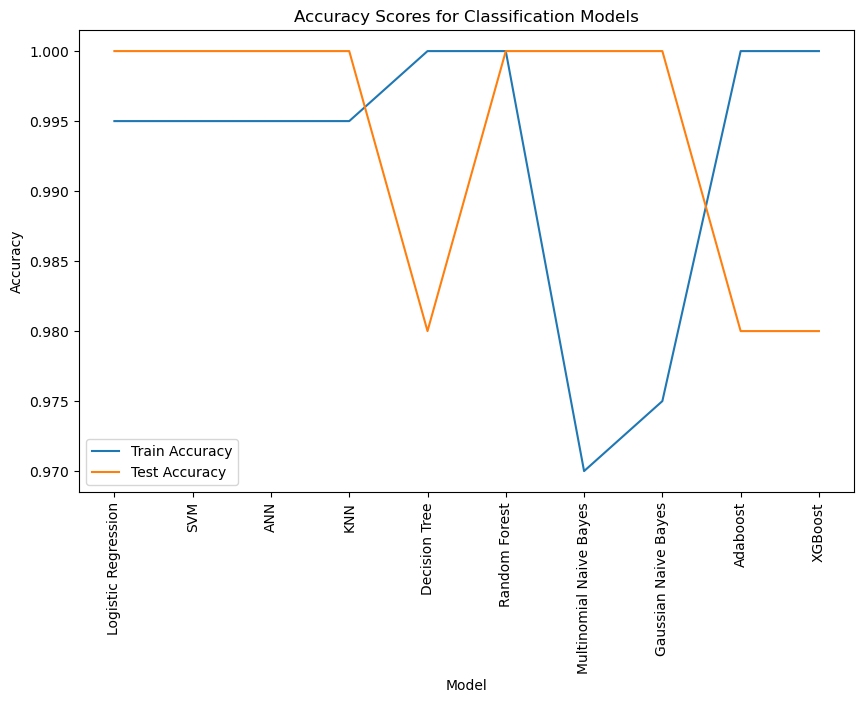 Accuracy Scores for Classification Models
1.000
0.995
0.990
0.985
0.980
0.975
0.970
Accuracy
Train Accuracy
Test Accuracy
Logistic Regression
SVM
ANN
KNN
Decision Tree
Random Forest
Multinomial Naive Bayes
Gaussian Naive Bayes
Adaboost
XGBoost
Model